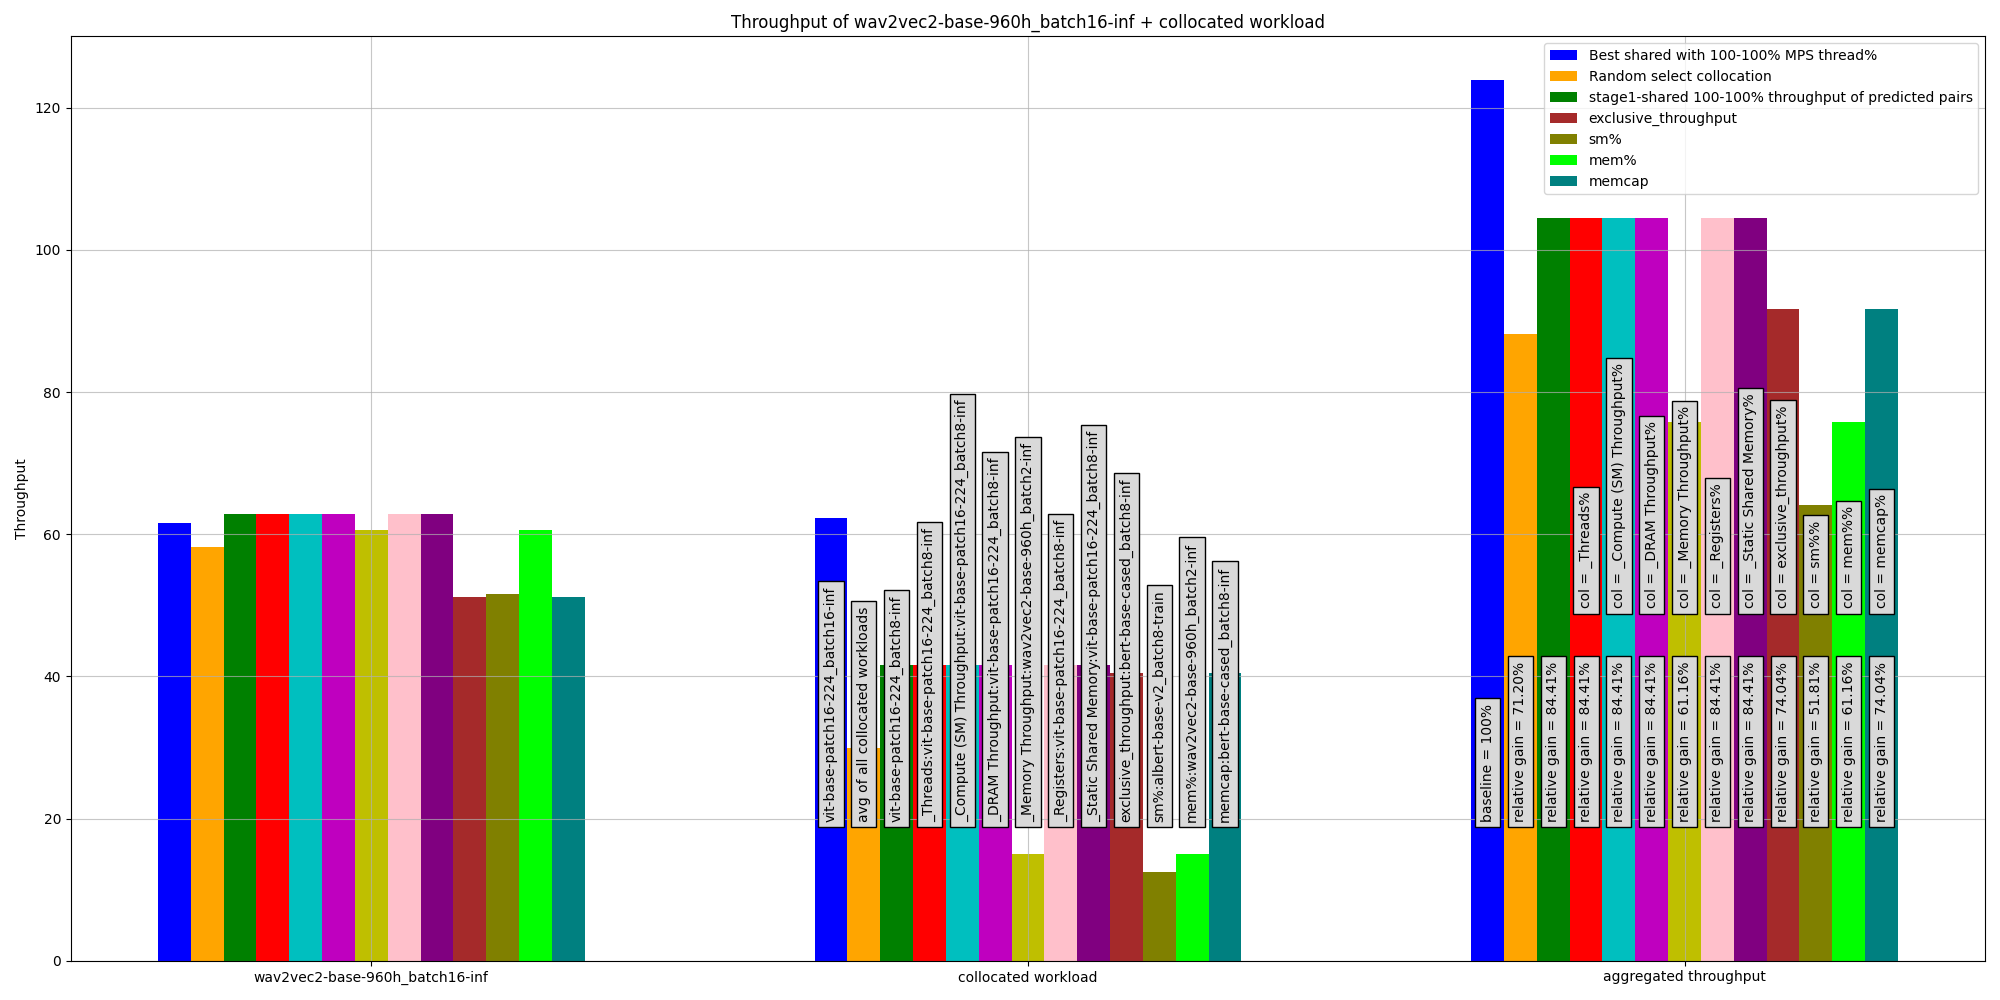 Throughput of wav2vec2-base-960h_batch16-inf + collocated workload
Best shared with 100-100% MPS thread%
Random select collocation
stage1-shared 100-100% throughput of predicted pairs
exclusive_throughput
sm%
mem%
memcap
Throughput
120
100
80
60
40
20
0
vit-base-patch16-224_batch16-inf
avg of all collocated workloads
vit-base-patch16-224_batch8-inf
_Threads:vit-base-patch16-224_batch8-inf
_Compute (SM) Throughput:vit-base-patch16-224_batch8-inf
_DRAM Throughput:vit-base-patch16-224_batch8-inf
_Memory Throughput:wav2vec2-base-960h_batch2-inf
_Registers:vit-base-patch16-224_batch8-inf
_Static Shared Memory:vit-base-patch16-224_batch8-inf
exclusive_throughput:bert-base-cased_batch8-inf
sm%:albert-base-v2_batch8-train
mem%:wav2vec2-base-960h_batch2-inf
memcap:bert-base-cased_batch8-inf
col = _Threads%
col = _Compute (SM) Throughput%
col = _DRAM Throughput%
col = _Memory Throughput%
col = _Registers%
col = _Static Shared Memory%
col = exclusive_throughput%
col = sm%%
col = mem%%
col = memcap%
baseline = 100%
relative gain = 71.20%
relative gain = 84.41%
relative gain = 84.41%
relative gain = 84.41%
relative gain = 84.41%
relative gain = 61.16%
relative gain = 84.41%
relative gain = 84.41%
relative gain = 74.04%
relative gain = 51.81%
relative gain = 61.16%
relative gain = 74.04%
wav2vec2-base-960h_batch16-inf
collocated workload
aggregated throughput